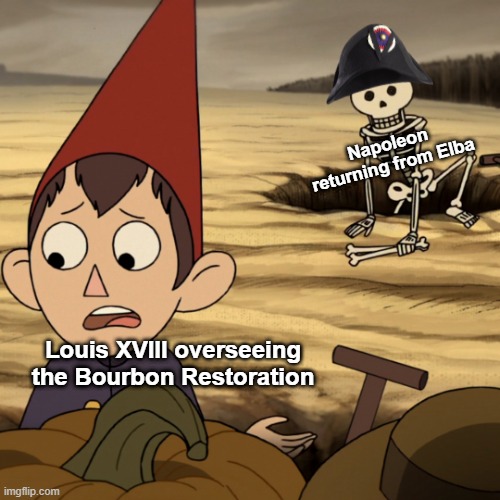 Napoleon
returning from Elba
Louis XVIII overseeing
the Bourbon Restoration
imgflip.com